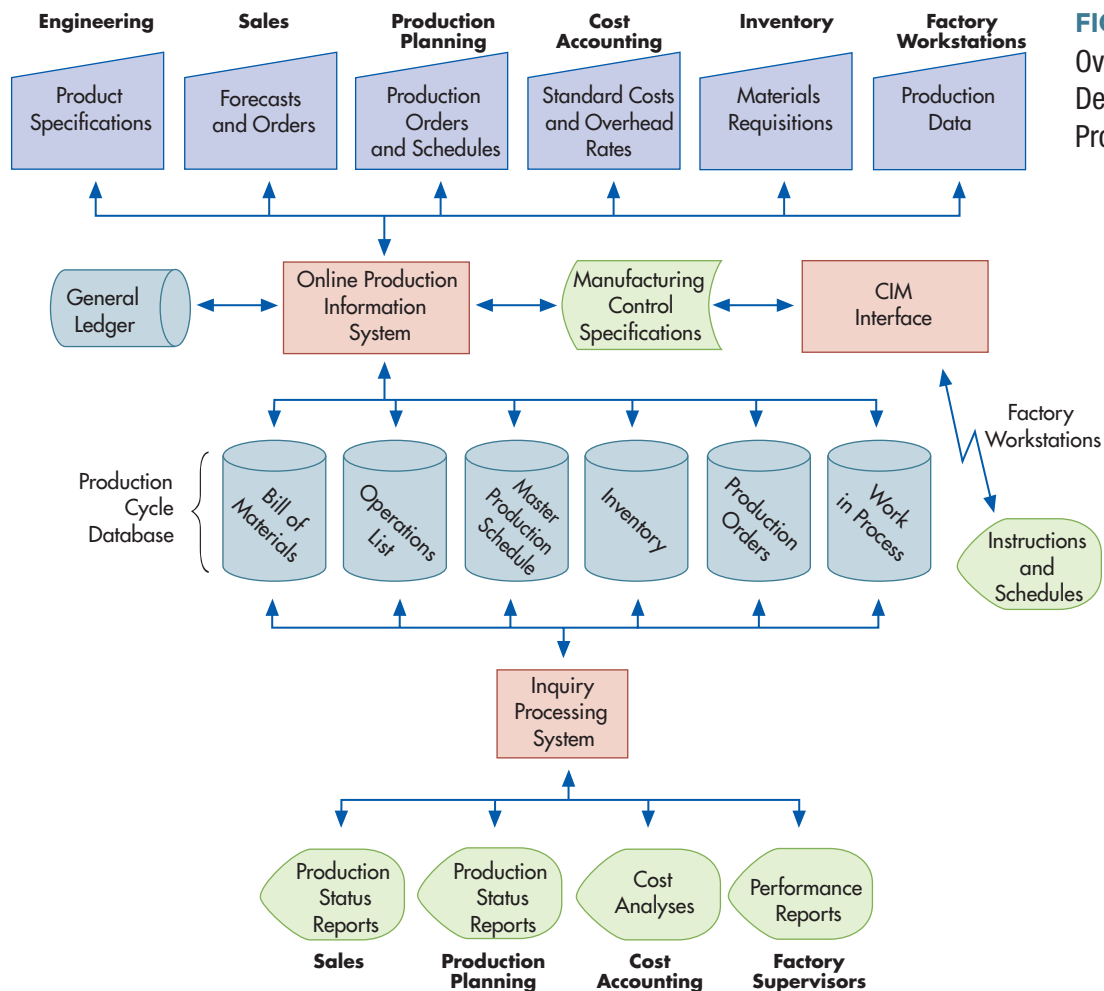 Engineering
Sales
Production
Planning
Cost
Accounting
Inventory
Factory
Workstations
Product
Specifications
Forecasts
and Orders
Production
Orders
and Schedules
Standard Costs
and Overhead
Rates
Materials
Requisitions
Production
Data
General
Ledger
Online Production
Information
System
Manufacturing
Control
Specifications
CIM
Interface
Factory
Workstations
Production
Cycle
Database
Bill of
Materials
Operations
List
Master
Production
Schedule
Inventory
Production
Orders
Work
in Process
Instructions
and
Schedules
Inquiry
Processing
System
Production
Status
Reports
Production
Status
Reports
Cost
Analyses
Performance
Reports
Sales
Production
Planning
Cost
Accounting
Factory
Supervisors
FIG
Ov
De
Pro